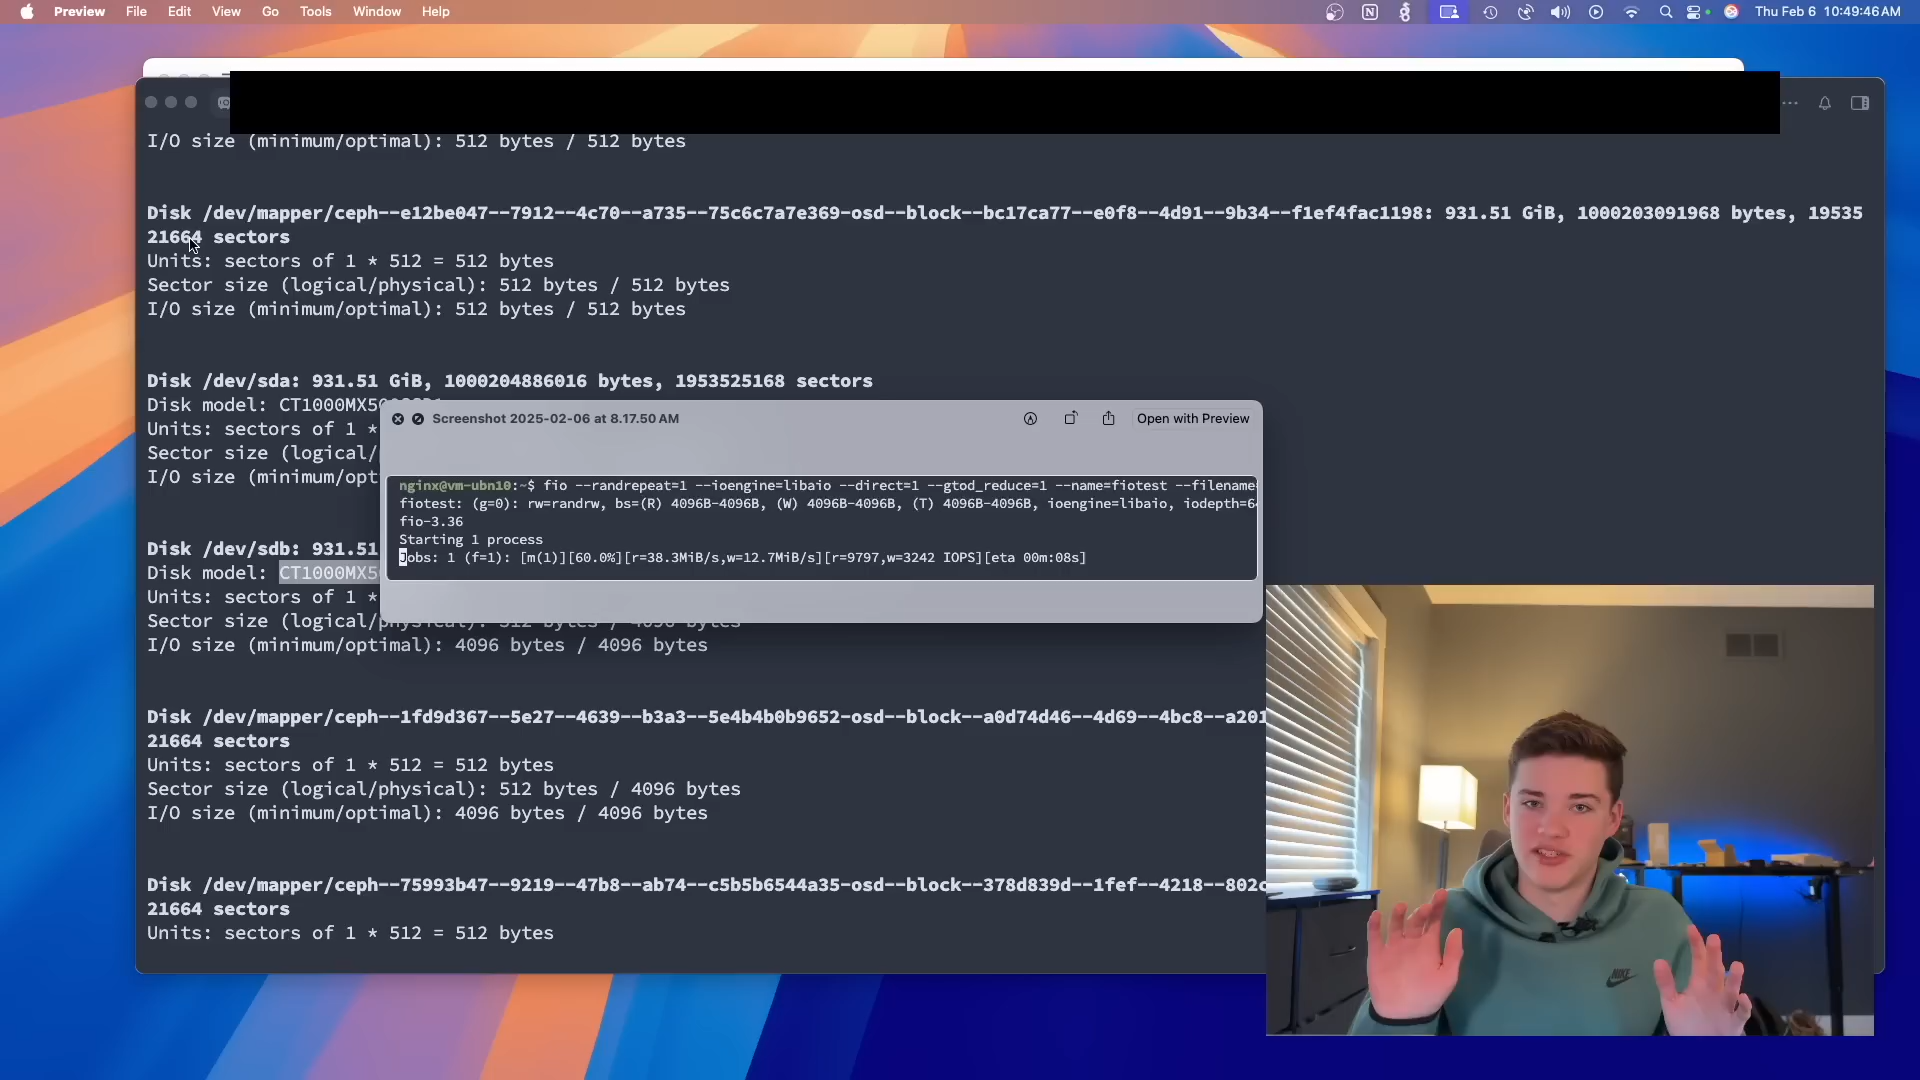 Preview File Edit View Go Tools Window Help
Thu Feb 6 10:49:46 AM
I/O size (minimum/optimal): 512 bytes / 512 bytes
Disk /dev/mapper/ceph--e12be047--7912--4c70--a735--75c6c7a7e369-osd--block--bc17ca77--e0f8--4d91--9b34--f1ef4fac1198: 931.51 GiB, 1000203091968 bytes, 19535
21664 sectors
Units: sectors of 1 * 512 = 512 bytes
Sector size (logical/physical): 512 bytes / 512 bytes
I/O size (minimum/optimal): 512 bytes / 512 bytes
Disk /dev/sda: 931.51 GiB, 1000204886016 bytes, 1953525168 sectors
Disk model: CT1000MX500SSD1
Units: sectors of 1 *
Sector size (logical/
I/O size (minimum/opt
Screenshot 2025-02-06 at 8.17.50 AM
Open with Preview
nginx@vm-ubn10:~$ fio --randrepeat=1 --ioengine=libaio --direct=1 --gtod_reduce=1 --name=fiotest --filename=
fiotest: (g=0): rw=randrw, bs=(R) 4096B-4096B, (W) 4096B-4096B, (T) 4096B-4096B, ioengine=libaio, iodepth=64
fio-3.36
Starting 1 process
Jobs: 1 (f=1): [m(1)][60.0%][r=38.3MiB/s,w=12.7MiB/s][r=9797,w=3242 IOPS][eta 00m:08s]
Disk /dev/sdb: 931.51
Disk model: CT1000MX5
Units: sectors of 1 *
Sector size (logical/physical): 512 bytes / 4096 bytes
I/O size (minimum/optimal): 4096 bytes / 4096 bytes
Disk /dev/mapper/ceph--1fd9d367--5e27--4639--b3a3--5e4b4b0b9652-osd--block--a0d74d46--4d69--4bc8--a201
21664 sectors
Units: sectors of 1 * 512 = 512 bytes
Sector size (logical/physical): 512 bytes / 4096 bytes
I/O size (minimum/optimal): 4096 bytes / 4096 bytes
Disk /dev/mapper/ceph--75993b47--9219--47b8--ab74--c5b5b6544a35-osd--block--378d839d--1fef--4218--802c
21664 sectors
Units: sectors of 1 * 512 = 512 bytes
NIKE